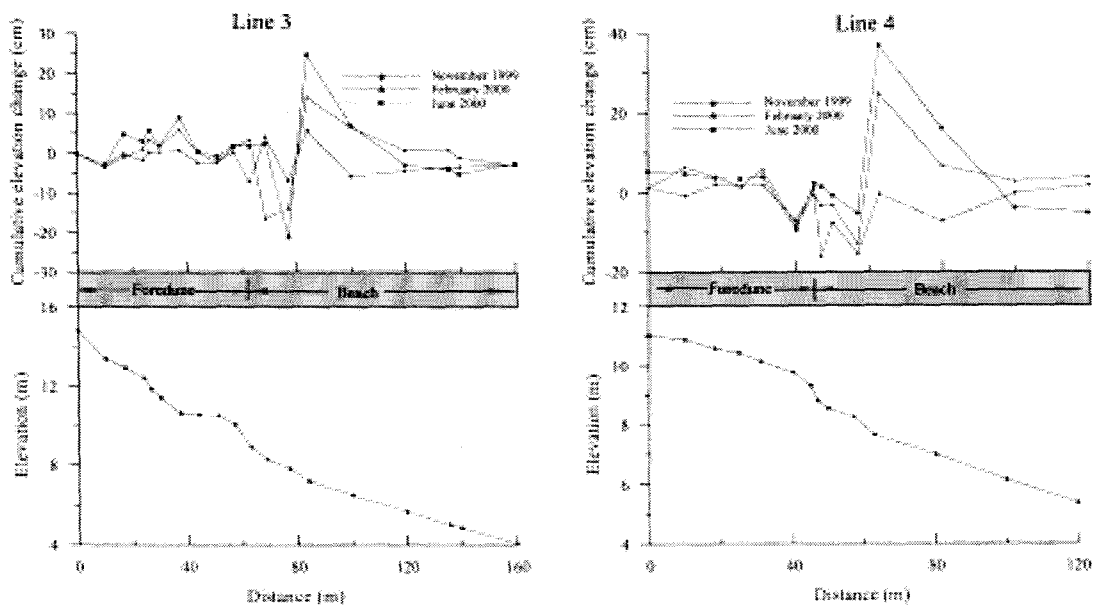 Line 3
Cumulative elevation change (cm)
30
20
10
0
-10
-20
-30
November 1999
February 2000
June 2000
Foredune
Beach
Elevation (m)
16
12
8
4
0
40
80
120
160
Distance (m)
Line 4
Cumulative elevation change (cm)
40
20
0
-20
November 1999
February 2000
June 2000
Foredune
Beach
Elevation (m)
12
10
8
6
4
0
40
80
120
Distance (m)